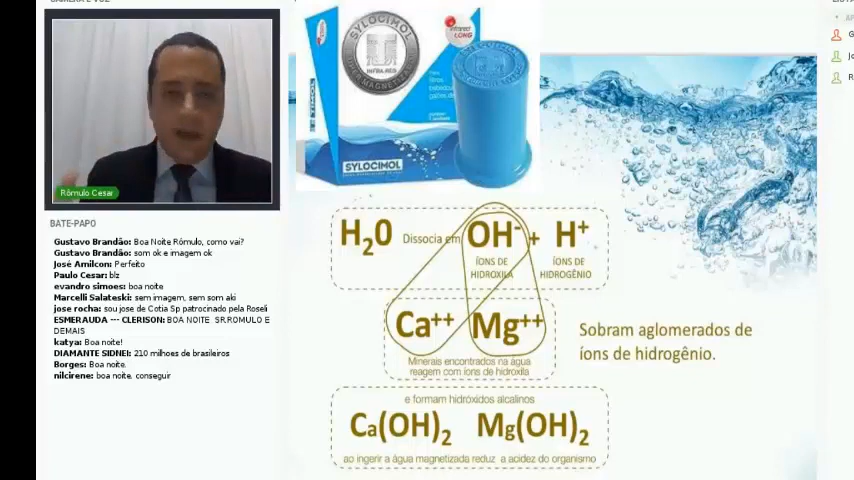 Rômulo Cesar
BATE-PAPO
Gustavo Brandão: Boa Noite Rômulo, como vai?
Gustavo Brandão: som ok e imagem ok
José Amilcon: Perfeito
Paulo Cesar: blz
evandro simoes: boa noite
Marcelli Salateski: sem imagem, sem som aki
jose rocha: sou jose de Cotia Sp patrocinado pela Roseli
ESMERAUDA --- CLERISON: BOA NOITE SR.ROMULO E
DEMAIS
katya: Boa noite!
DIAMANTE SIDNEI: 210 milhoes de brasileiros
Borges: Boa noite.
nilcirene: boa noite, conseguir
SYLOCIMOL
INFRA-RED
LONG
SYLOCIMOL
H₂0 Dissocia em OH⁻ + H⁺
ÍONS DE HIDROXILA
ÍONS DE HIDROGÊNIO
Ca⁺⁺ Mg⁺⁺
Minerais encontrados na água
reagem com íons de hidroxila
Sobram aglomerados de
íons de hidrogênio.
e formam hidróxidos alcalinos
Ca(OH)₂ Mg(OH)₂
ao ingerir a água magnetizada reduz a acidez do organismo